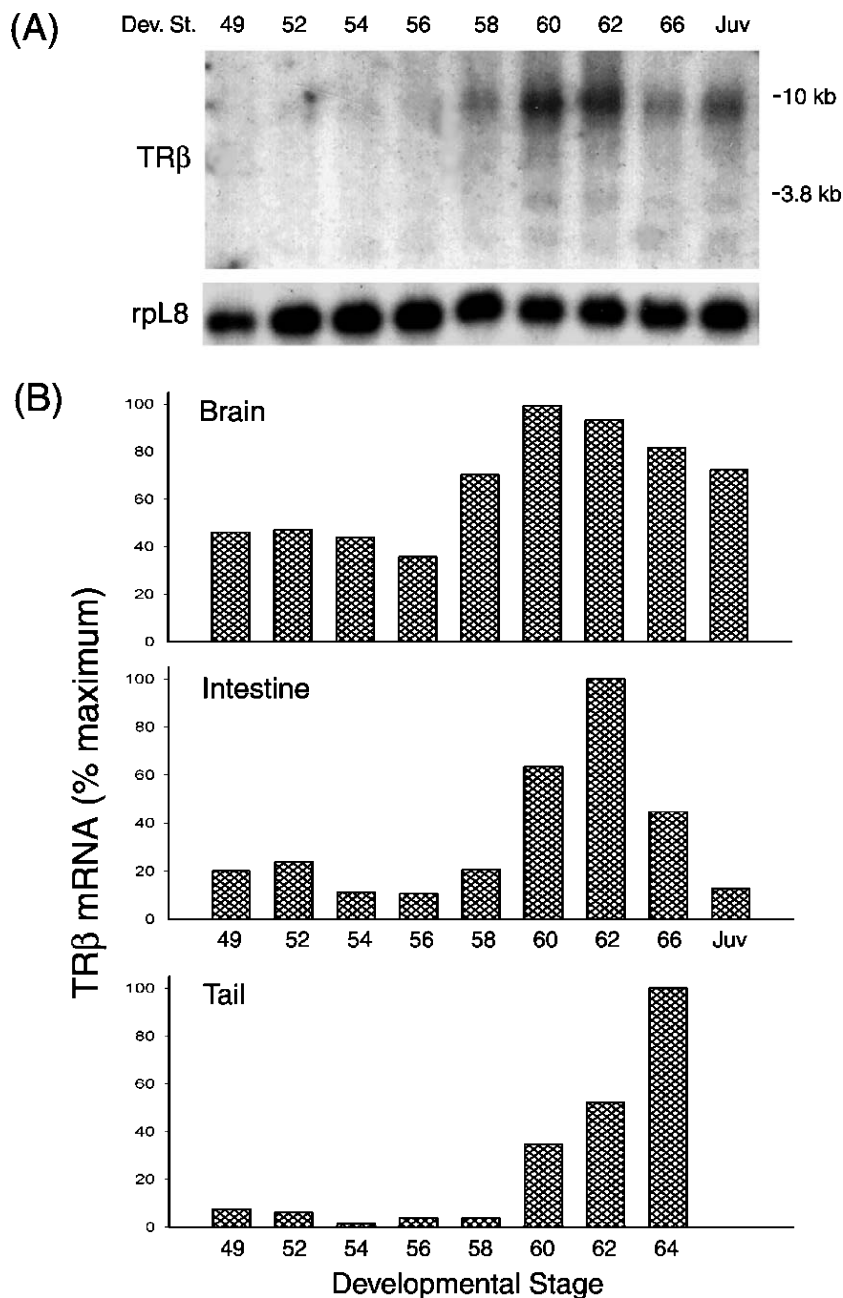 (A)
Dev. St. 49 52 54 56 58 60 62 66 Juv
-10 kb
TRβ
-3.8 kb
rpL8
(B)
TRβ mRNA (% maximum)
Brain
100
80
60
40
20
0
Intestine
100
80
60
40
20
0
49 52 54 56 58 60 62 66 Juv
Tail
100
80
60
40
20
0
49 52 54 56 58 60 62 64
Developmental Stage